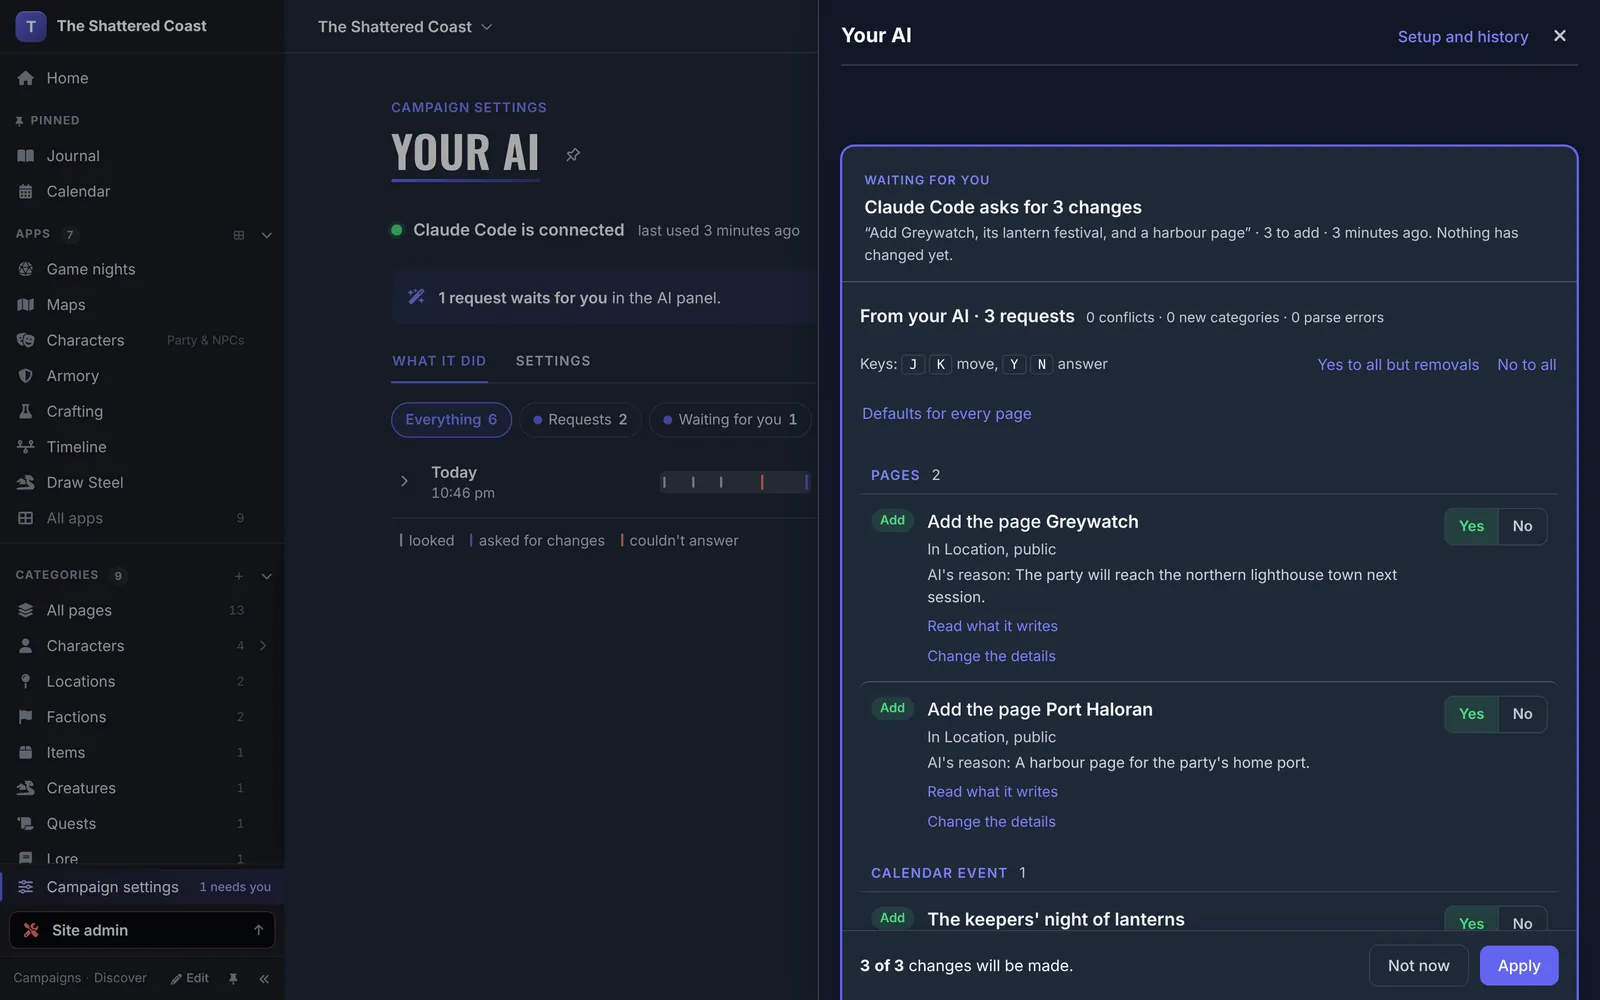 T The Shattered Coast
Home
PINNED
Journal
Calendar
APPS 7
Game nights
Maps
Characters Party & NPCs
Armory
Crafting
Timeline
Draw Steel
All apps 9
CATEGORIES 9
All pages 13
Characters 4
Locations 2
Factions 2
Items 1
Creatures 1
Quests 1
Lore 1
Campaign settings 1 needs you
Site admin
Campaigns · Discover Edit
The Shattered Coast
CAMPAIGN SETTINGS
YOUR AI
Claude Code is connected last used 3 minutes ago
1 request waits for you in the AI panel.
WHAT IT DID SETTINGS
Everything 6 Requests 2 Waiting for you 1
Today
10:46 pm
looked asked for changes couldn't answer
Your AI Setup and history
WAITING FOR YOU
Claude Code asks for 3 changes
“Add Greywatch, its lantern festival, and a harbour page” · 3 to add · 3 minutes ago. Nothing has
changed yet.
From your AI · 3 requests 0 conflicts · 0 new categories · 0 parse errors
Keys: J K move, Y N answer Yes to all but removals No to all
Defaults for every page
PAGES 2
Add Add the page Greywatch Yes No
In Location, public
AI's reason: The party will reach the northern lighthouse town next
session.
Read what it writes
Change the details
Add Add the page Port Haloran Yes No
In Location, public
AI's reason: A harbour page for the party's home port.
Read what it writes
Change the details
CALENDAR EVENT 1
Add The keepers' night of lanterns Yes No
3 of 3 changes will be made. Not now Apply